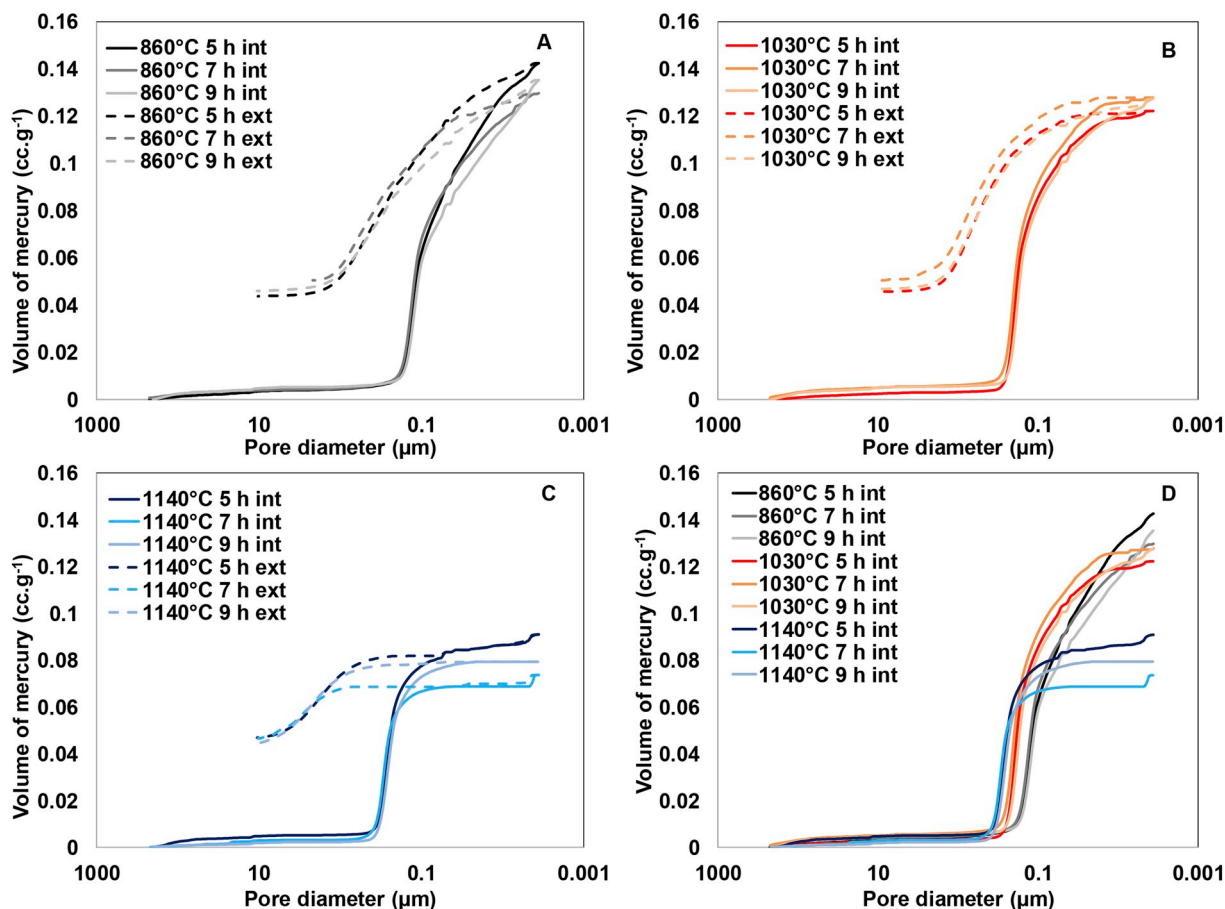 A
860°C 5 h int
860°C 7 h int
860°C 9 h int
860°C 5 h ext
860°C 7 h ext
860°C 9 h ext
Volume of mercury (cc.g⁻¹)
0.16
0.14
0.12
0.1
0.08
0.06
0.04
0.02
0
1000
10
0.1
0.001
Pore diameter (µm)
B
1030°C 5 h int
1030°C 7 h int
1030°C 9 h int
1030°C 5 h ext
1030°C 7 h ext
1030°C 9 h ext
Volume of mercury (cc.g⁻¹)
0.16
0.14
0.12
0.1
0.08
0.06
0.04
0.02
0
1000
10
0.1
0.001
Pore diameter (µm)
C
1140°C 5 h int
1140°C 7 h int
1140°C 9 h int
1140°C 5 h ext
1140°C 7 h ext
1140°C 9 h ext
Volume of mercury (cc.g⁻¹)
0.16
0.14
0.12
0.1
0.08
0.06
0.04
0.02
0
1000
10
0.1
0.001
Pore diameter (µm)
D
860°C 5 h int
860°C 7 h int
860°C 9 h int
1030°C 5 h int
1030°C 7 h int
1030°C 9 h int
1140°C 5 h int
1140°C 7 h int
1140°C 9 h int
Volume of mercury (cc.g⁻¹)
0.16
0.14
0.12
0.1
0.08
0.06
0.04
0.02
0
1000
10
0.1
0.001
Pore diameter (µm)